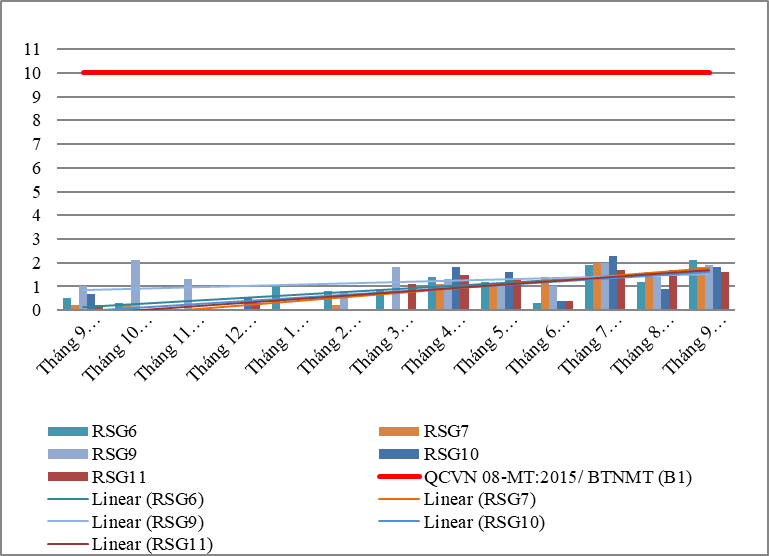 11
10
9
8
7
6
5
4
3
2
1
0
Tháng 9…
Tháng 10…
Tháng 11…
Tháng 12…
Tháng 1…
Tháng 2…
Tháng 3…
Tháng 4…
Tháng 5…
Tháng 6…
Tháng 7…
Tháng 8…
Tháng 9…
RSG6
RSG7
RSG9
RSG10
RSG11
QCVN 08-MT:2015/ BTNMT (B1)
Linear (RSG6)
Linear (RSG7)
Linear (RSG9)
Linear (RSG10)
Linear (RSG11)